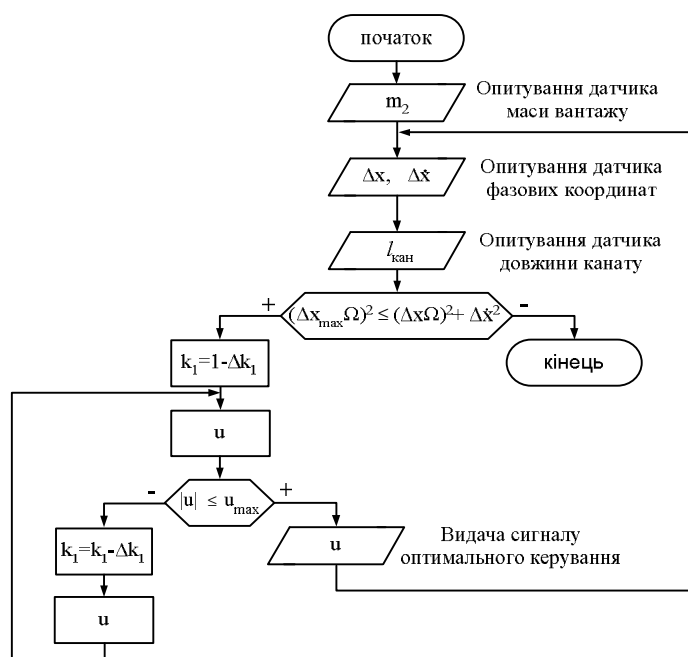 початок
m₂
Опитування датчика
маси вантажу
Δx, Δẋ
Опитування датчика
фазових координат
lкан
Опитування датчика
довжини канату
+
(Δxmax Ω)² ≤ (ΔxΩ)²+ Δẋ²
-
k₁=1-Δk₁
кінець
u
-
|u| ≤ umax
+
k₁=k₁-Δk₁
u
Видача сигналу
оптимального керування
u